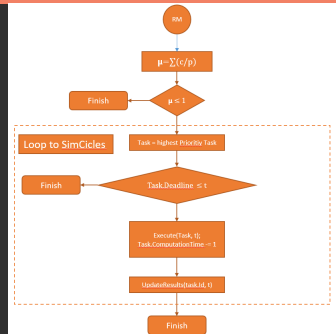 RM
μ=∑(c/p)
μ ≤ 1
Finish
Loop to SimCicles
Task = highest Prioritiy Task
Task.Deadline ≤ t
Finish
Execute(Task, t);
Task.ComputationTime -= 1
UpdateResults(task.Id, t)
Finish